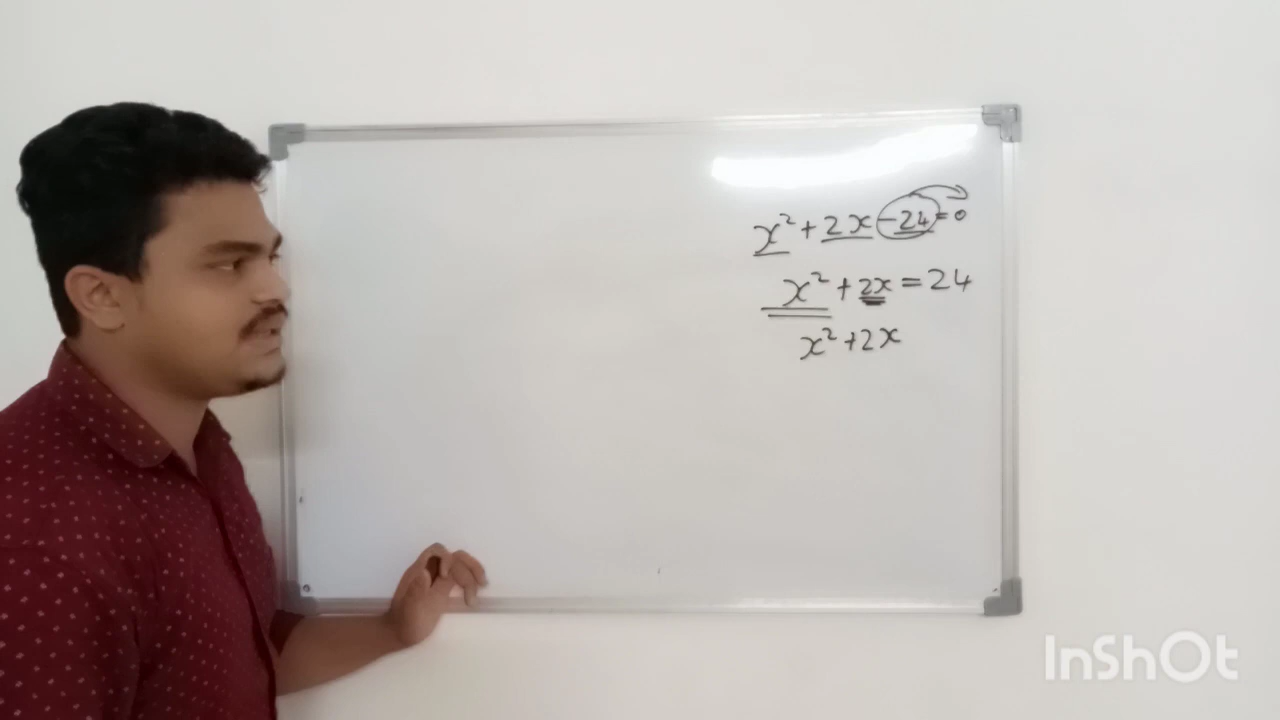 x² + 2x - 24 = 0
x² + 2x = 24
x² + 2x
InShOt